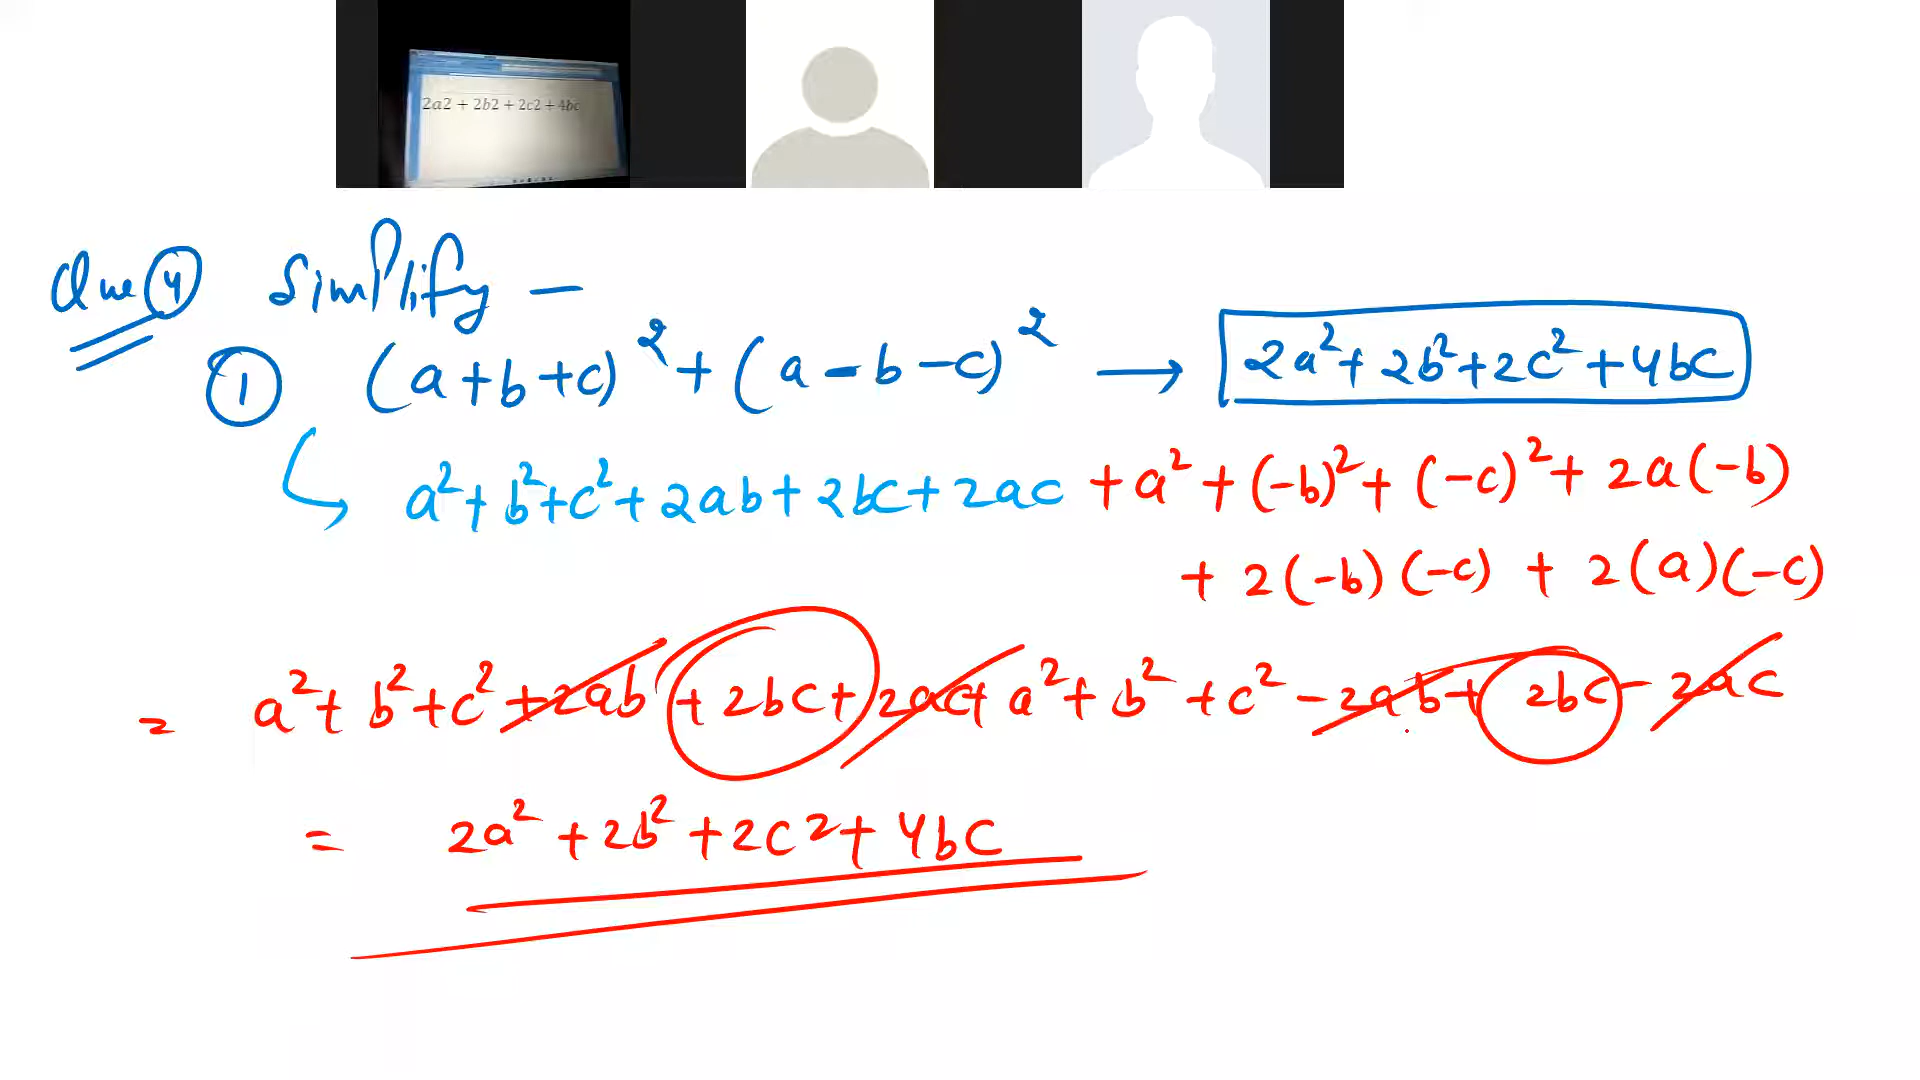 2a2 + 2b2 + 2c2 + 4bc
Que 4 Simplify –
1 (a+b+c)² + (a-b-c)² → 2a² + 2b² + 2c² + 4bc
a² + b² + c² + 2ab + 2bc + 2ac + a² + (-b)² + (-c)² + 2a(-b)
+ 2(-b)(-c) + 2(a)(-c)
= a² + b² + c² + 2ab + 2bc + 2ac + a² + b² + c² - 2ab + 2bc - 2ac
= 2a² + 2b² + 2c2 + 4bc